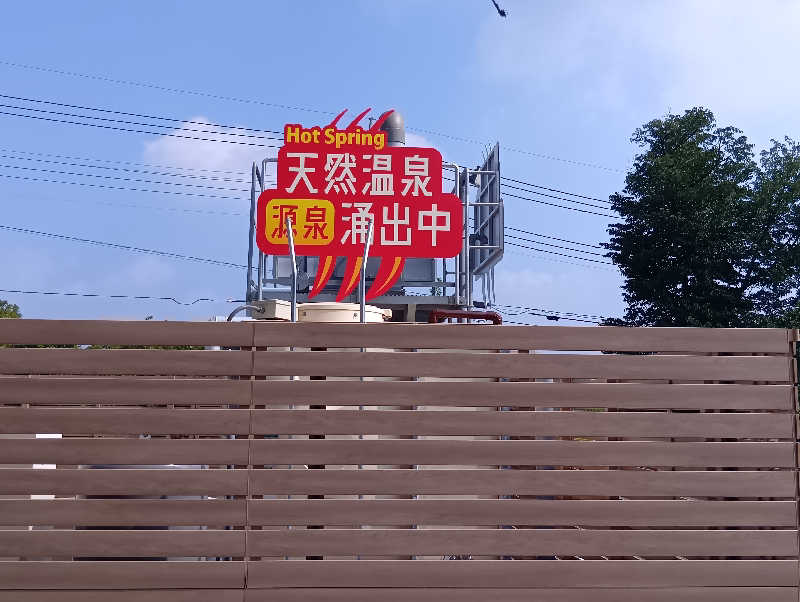 Hot Spring
天然温泉
源泉 涌出中